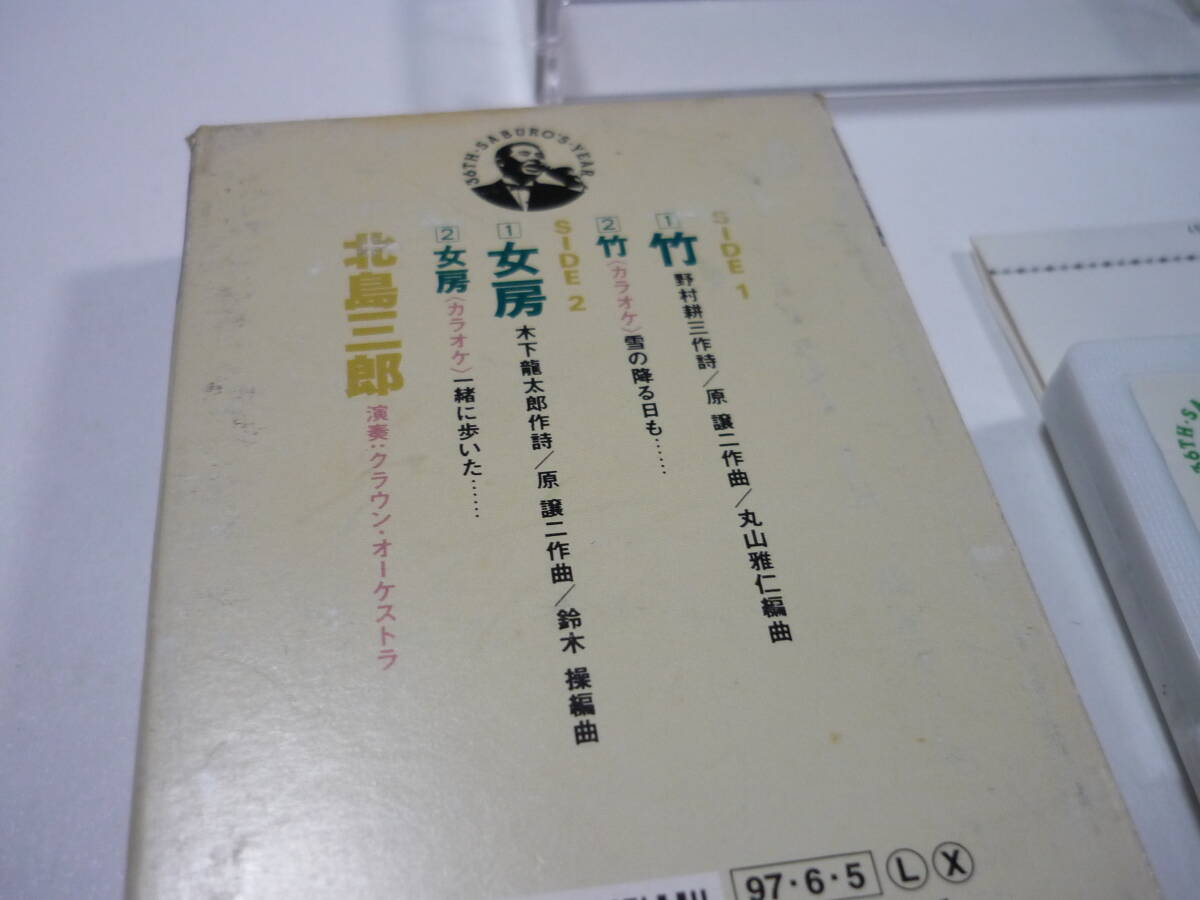 36TH・SABURO'S・YEAR
SIDE 1
1 竹 野村耕三作詩/原 譲二作曲/丸山雅仁編曲
2 竹〈カラオケ〉雪の降る日も……
SIDE 2
1 女房 木下龍太郎作詩/原 譲二作曲/鈴木 操編曲
2 女房〈カラオケ〉一緒に歩いた……
北島三郎 演奏:クラウン・オーケストラ
97・6・5 L X
36TH・SA